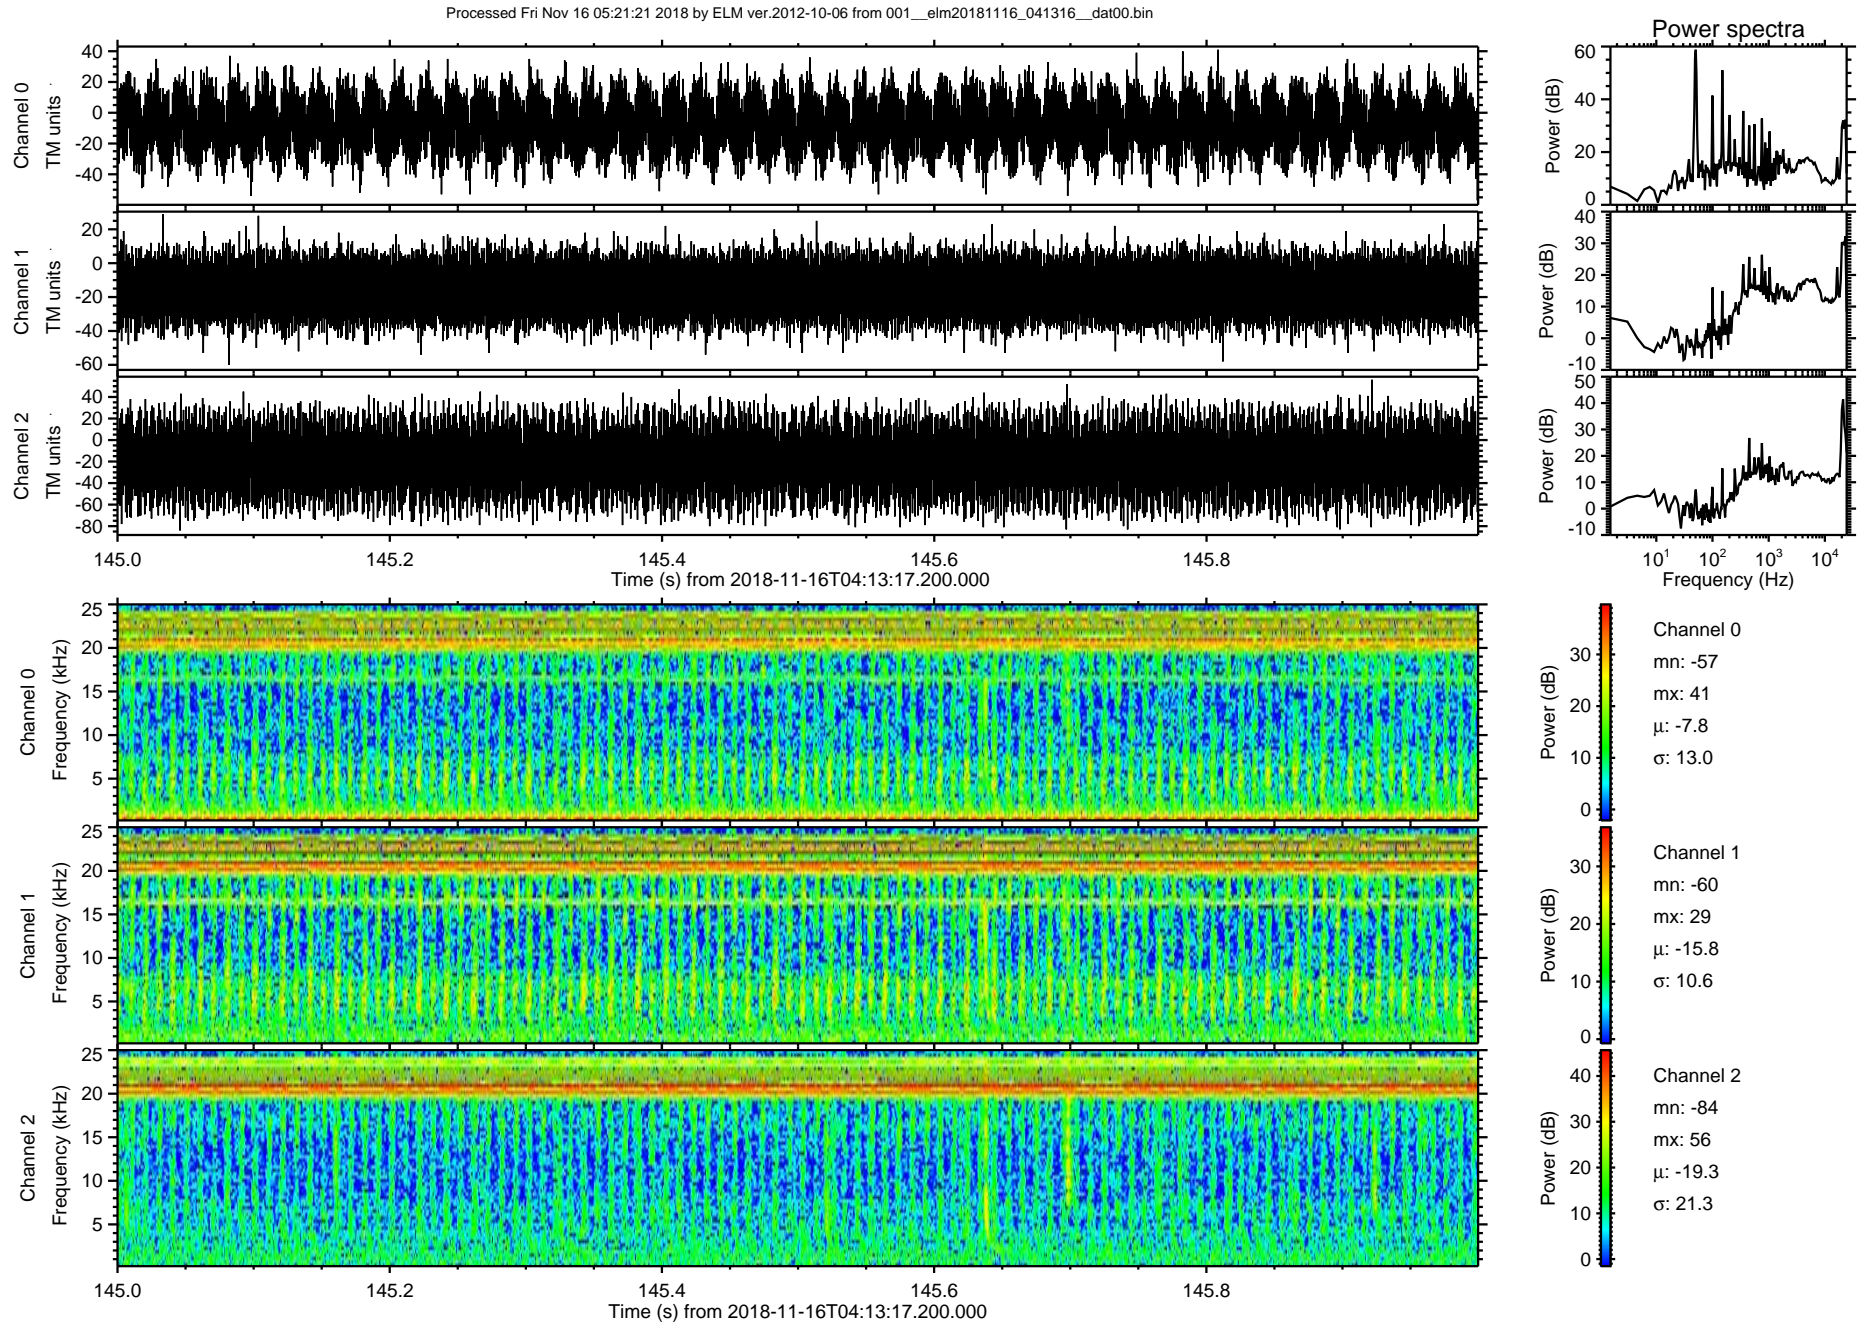 Processed Fri Nov 16 05:21:21 2018 by ELM ver.2012-10-06 from 001__elm20181116_041316__dat00.bin
Power spectra
Channel 0
TM units
40
20
0
-20
-40
Power (dB)
60
40
20
0
Channel 1
TM units
20
0
-20
-40
-60
Power (dB)
40
30
20
10
0
-10
Channel 2
TM units
40
20
0
-20
-40
-60
-80
Power (dB)
50
40
30
20
10
0
-10
145.0 145.2 145.4 145.6 145.8
Time (s) from 2018-11-16T04:13:17.200.000
10^1 10^2 10^3 10^4
Frequency (Hz)
Channel 0
Frequency (kHz)
25
20
15
10
5
Power (dB)
30
20
10
0
Channel 0
mn: -57
mx: 41
μ: -7.8
σ: 13.0
Channel 1
Frequency (kHz)
25
20
15
10
5
Power (dB)
30
20
10
0
Channel 1
mn: -60
mx: 29
μ: -15.8
σ: 10.6
Channel 2
Frequency (kHz)
25
20
15
10
5
Power (dB)
40
30
20
10
0
Channel 2
mn: -84
mx: 56
μ: -19.3
σ: 21.3
145.0 145.2 145.4 145.6 145.8
Time (s) from 2018-11-16T04:13:17.200.000